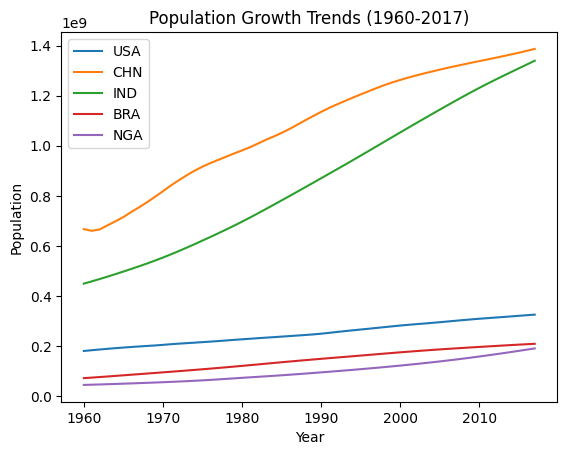 Population Growth Trends (1960-2017)
1e9
USA
CHN
IND
BRA
NGA
1.4
1.2
1.0
0.8
0.6
0.4
0.2
0.0
Population
1960 1970 1980 1990 2000 2010
Year